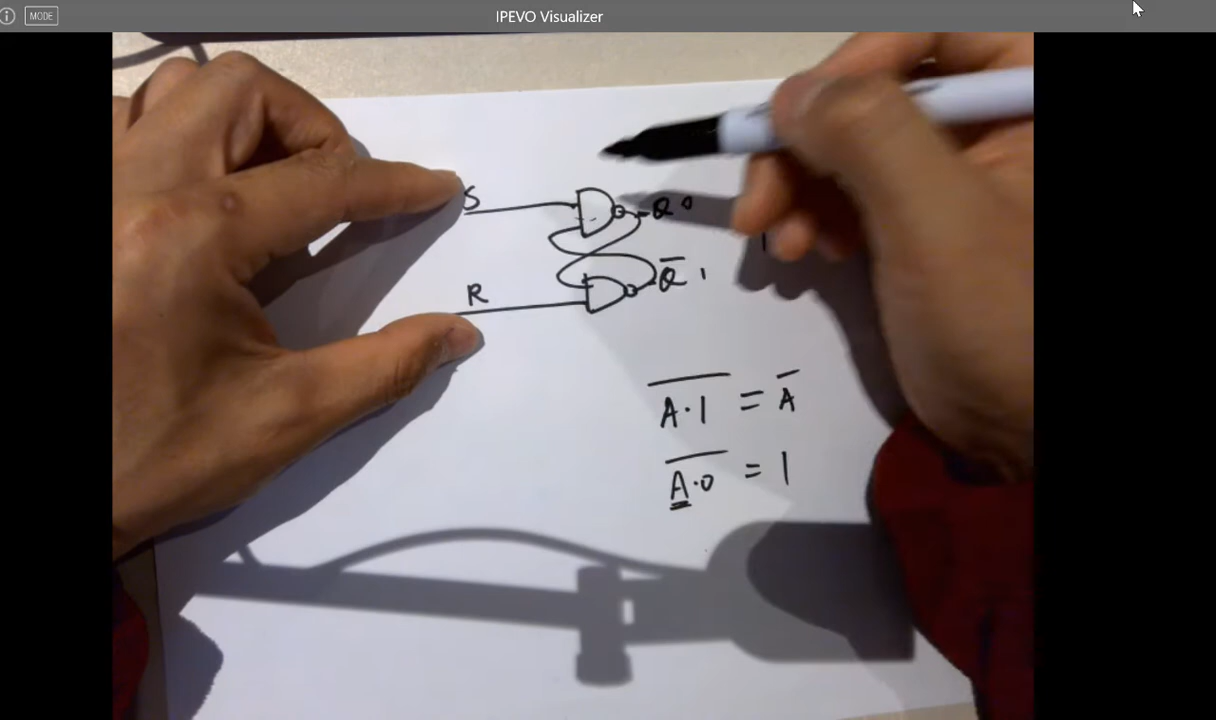 IPEVO Visualizer
MODE
S
Q 0
Q̅ 1
R
A·1̅ = A̅
A·0̅ = 1